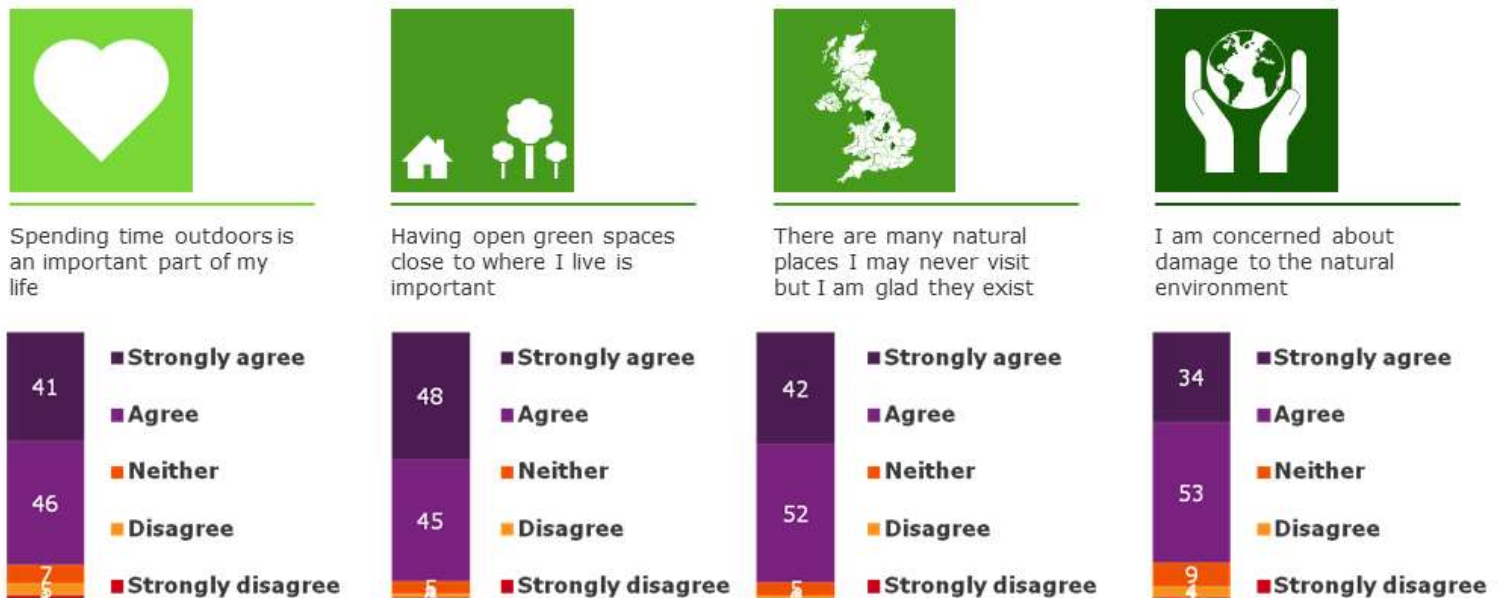 Spending time outdoors is
an important part of my
life
Having open green spaces
close to where I live is
important
There are many natural
places I may never visit
but I am glad they exist
I am concerned about
damage to the natural
environment
41
46
7
Strongly agree
Agree
Neither
Disagree
Strongly disagree
48
45
5
Strongly agree
Agree
Neither
Disagree
Strongly disagree
42
52
5
Strongly agree
Agree
Neither
Disagree
Strongly disagree
34
53
9
4
Strongly agree
Agree
Neither
Disagree
Strongly disagree